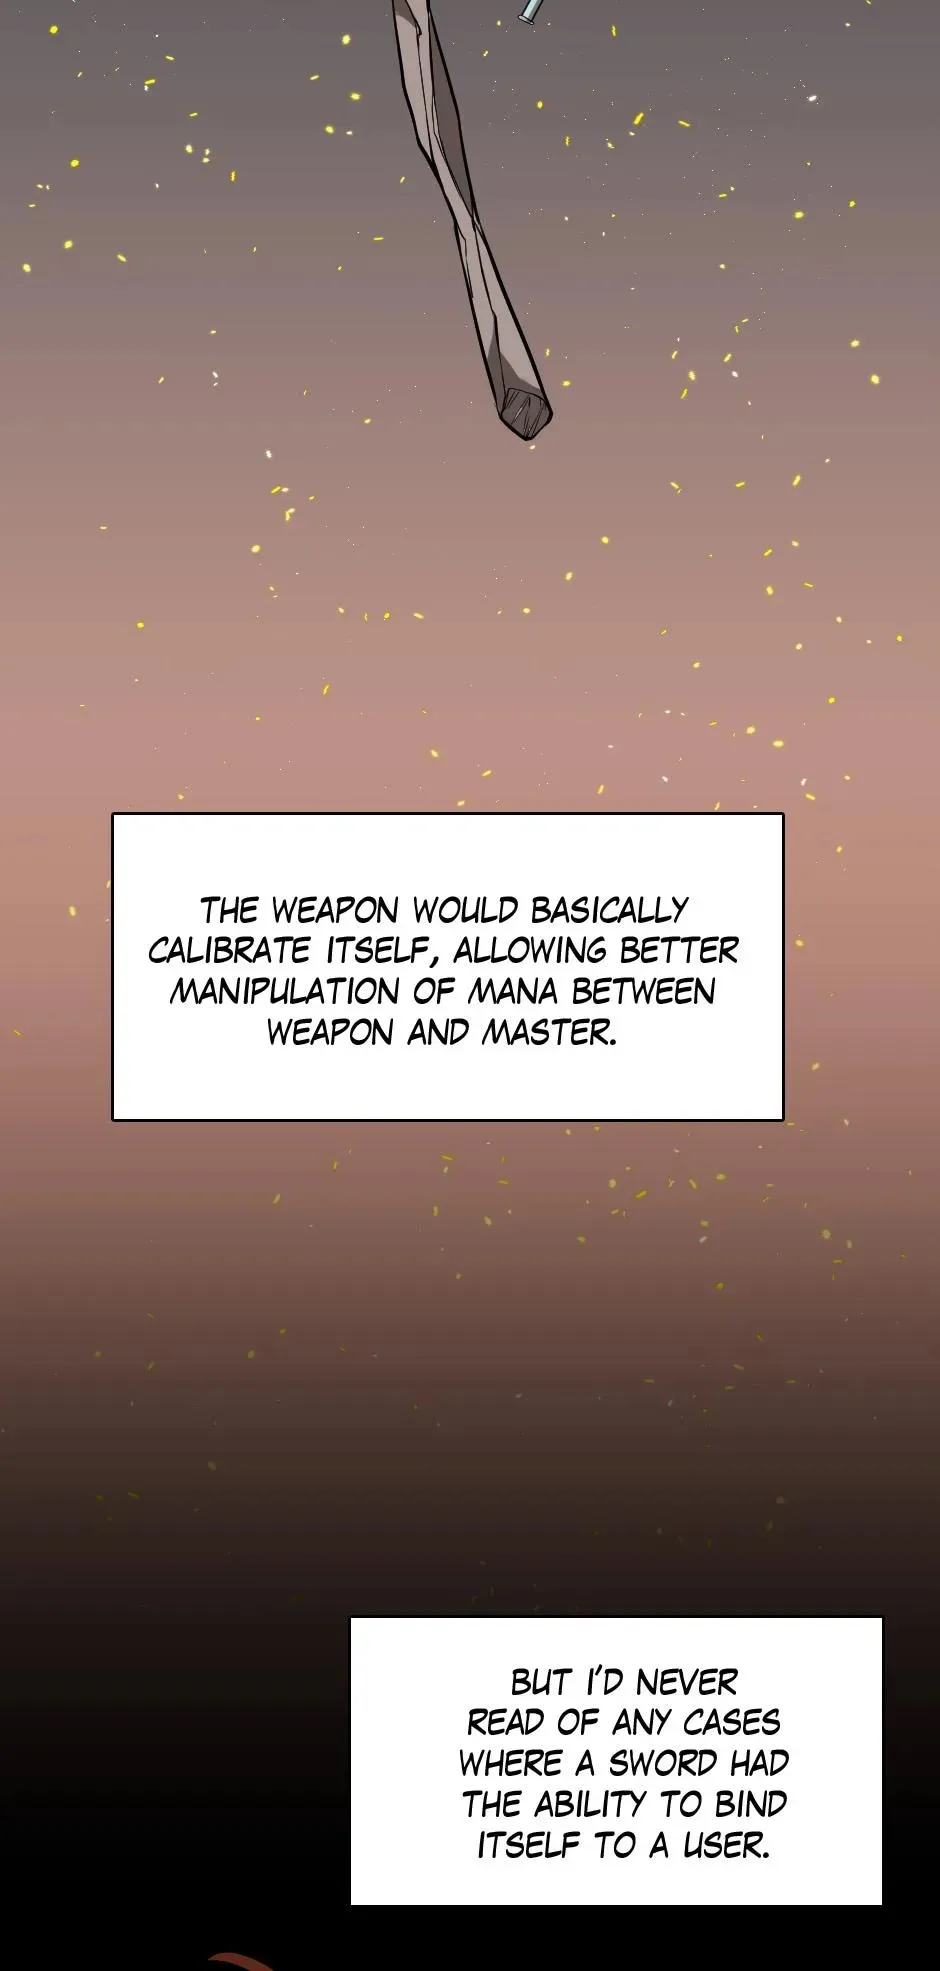 THE WEAPON WOULD BASICALLY
CALIBRATE ITSELF, ALLOWING BETTER
MANIPULATION OF MANA BETWEEN
WEAPON AND MASTER.
BUT I'D NEVER
READ OF ANY CASES
WHERE A SWORD HAD
THE ABILITY TO BIND
ITSELF TO A USER.